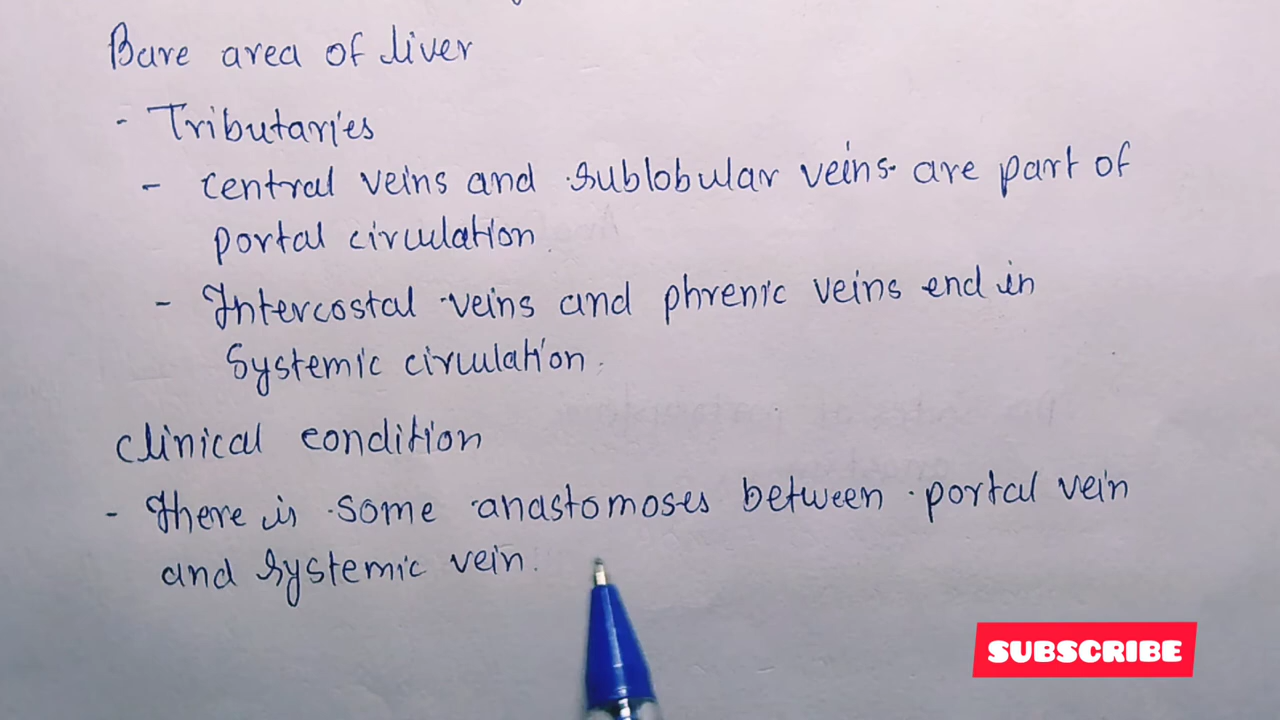 Bare area of liver
- Tributaries
- central veins and sublobular veins are part of
portal circulation
- Intercostal veins and phrenic veins end in
Systemic circulation.
clinical condition
- There is some anastomoses between portal vein
and systemic vein.
SUBSCRIBE